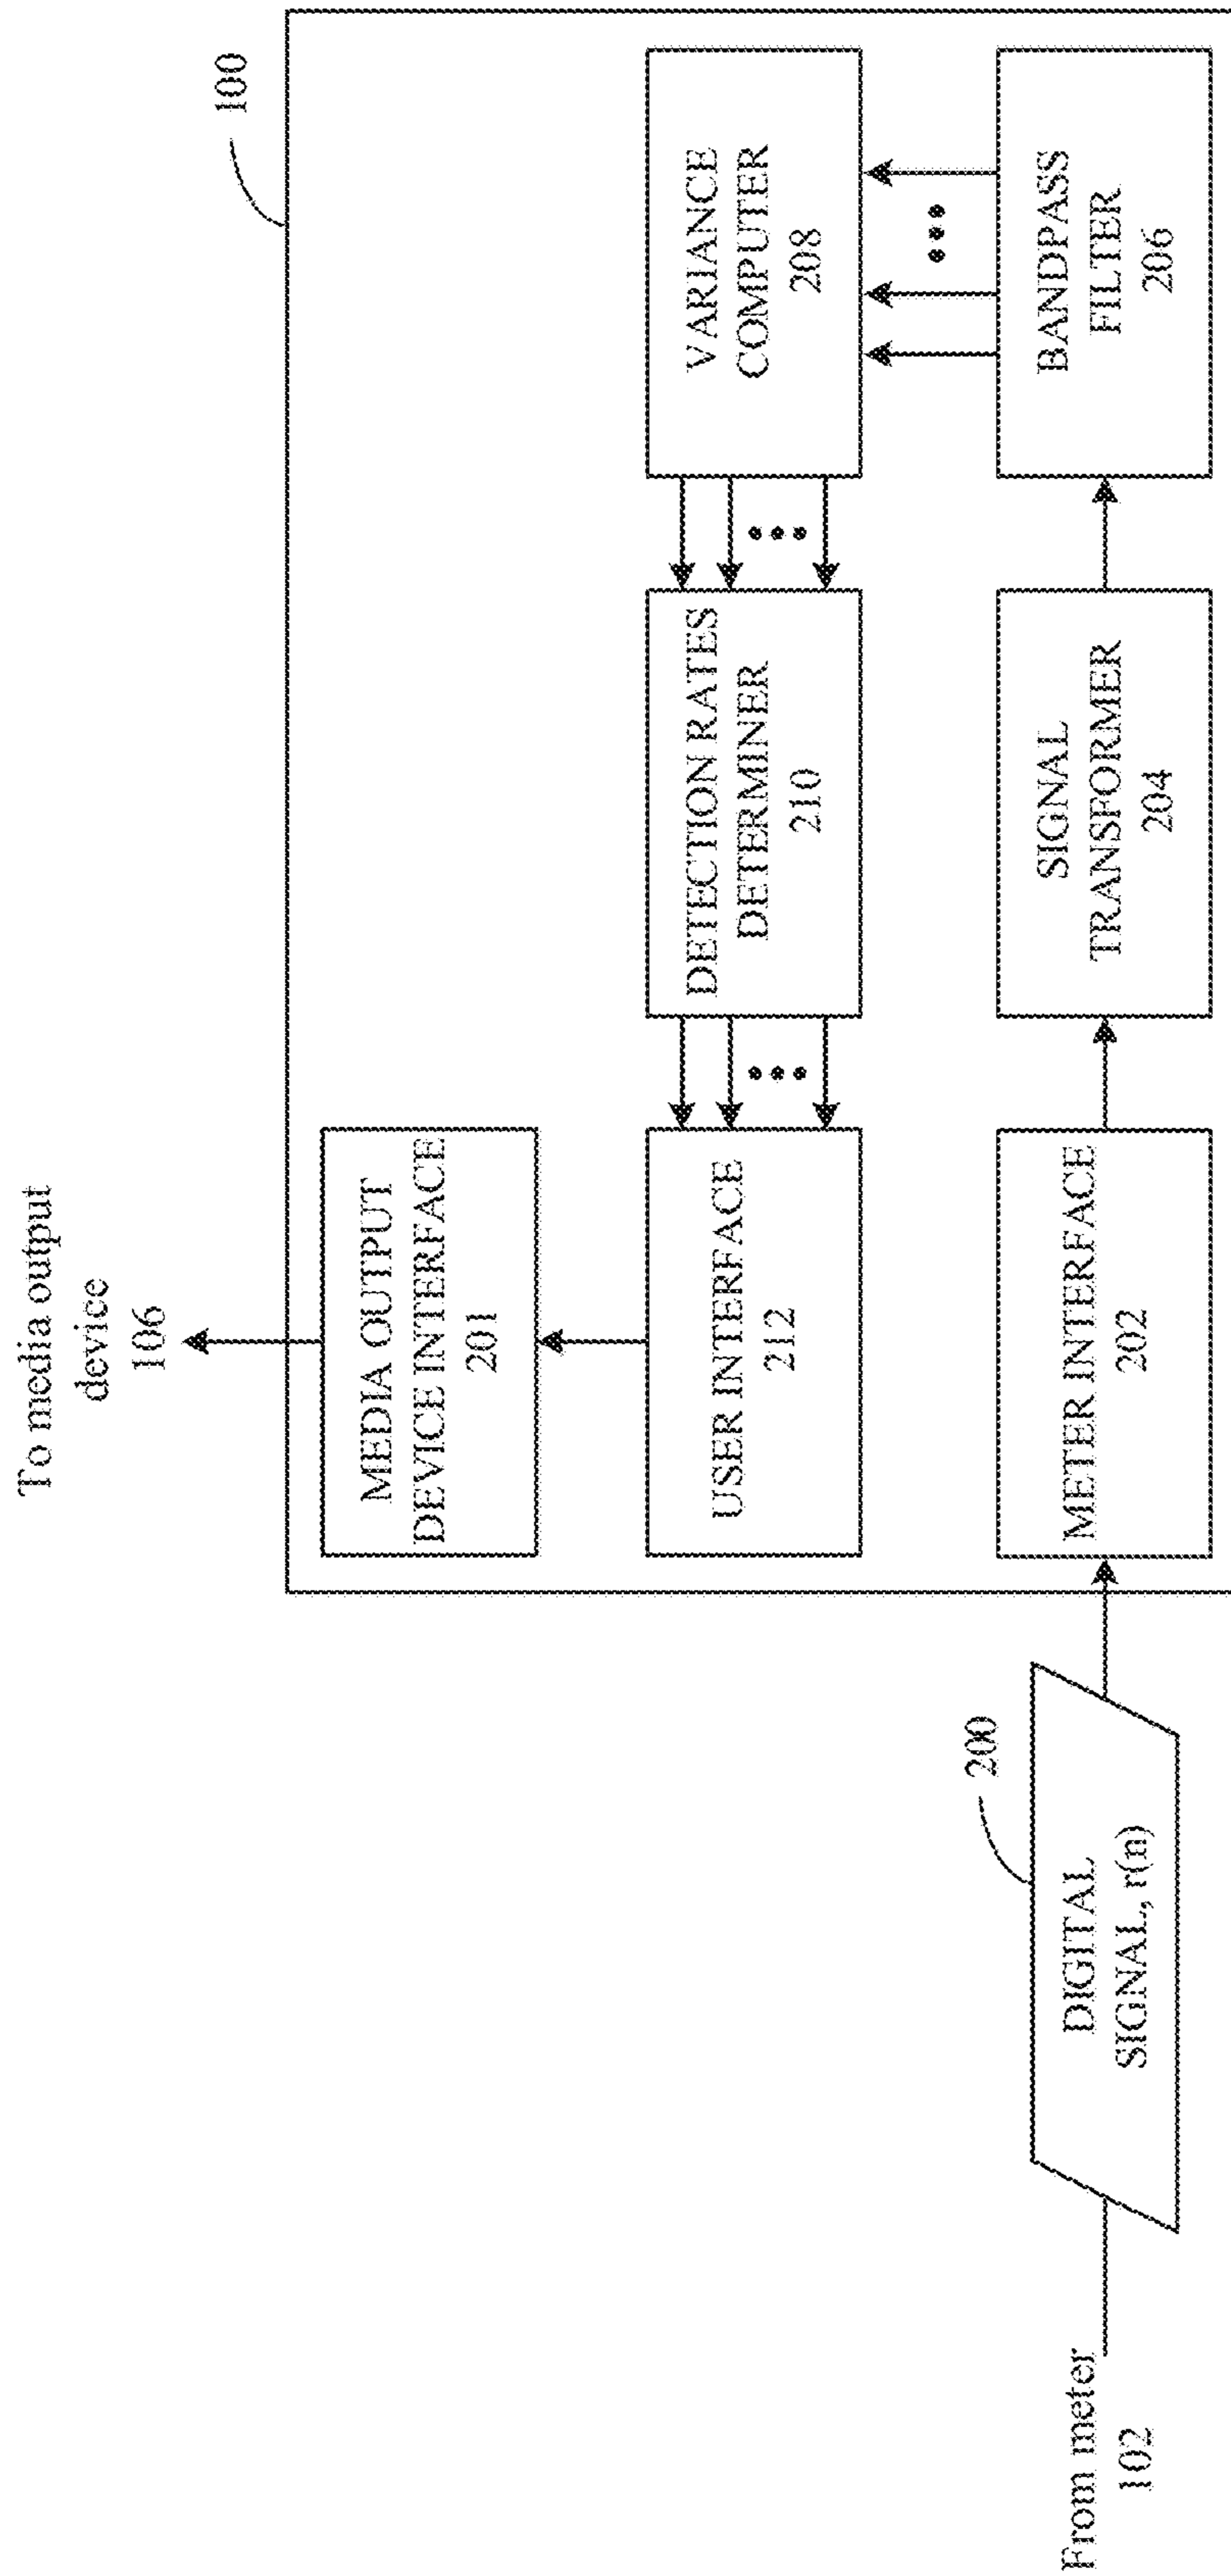 To media output
device
106
100
MEDIA OUTPUT
DEVICE INTERFACE
201
USER INTERFACE
212
DETECTION RATES
DETERMINER
210
VARIANCE
COMPUTER
208
From meter
102
200
DIGITAL
SIGNAL, r(n)
METER INTERFACE
202
SIGNAL
TRANSFORMER
204
BANDPASS
FILTER
206